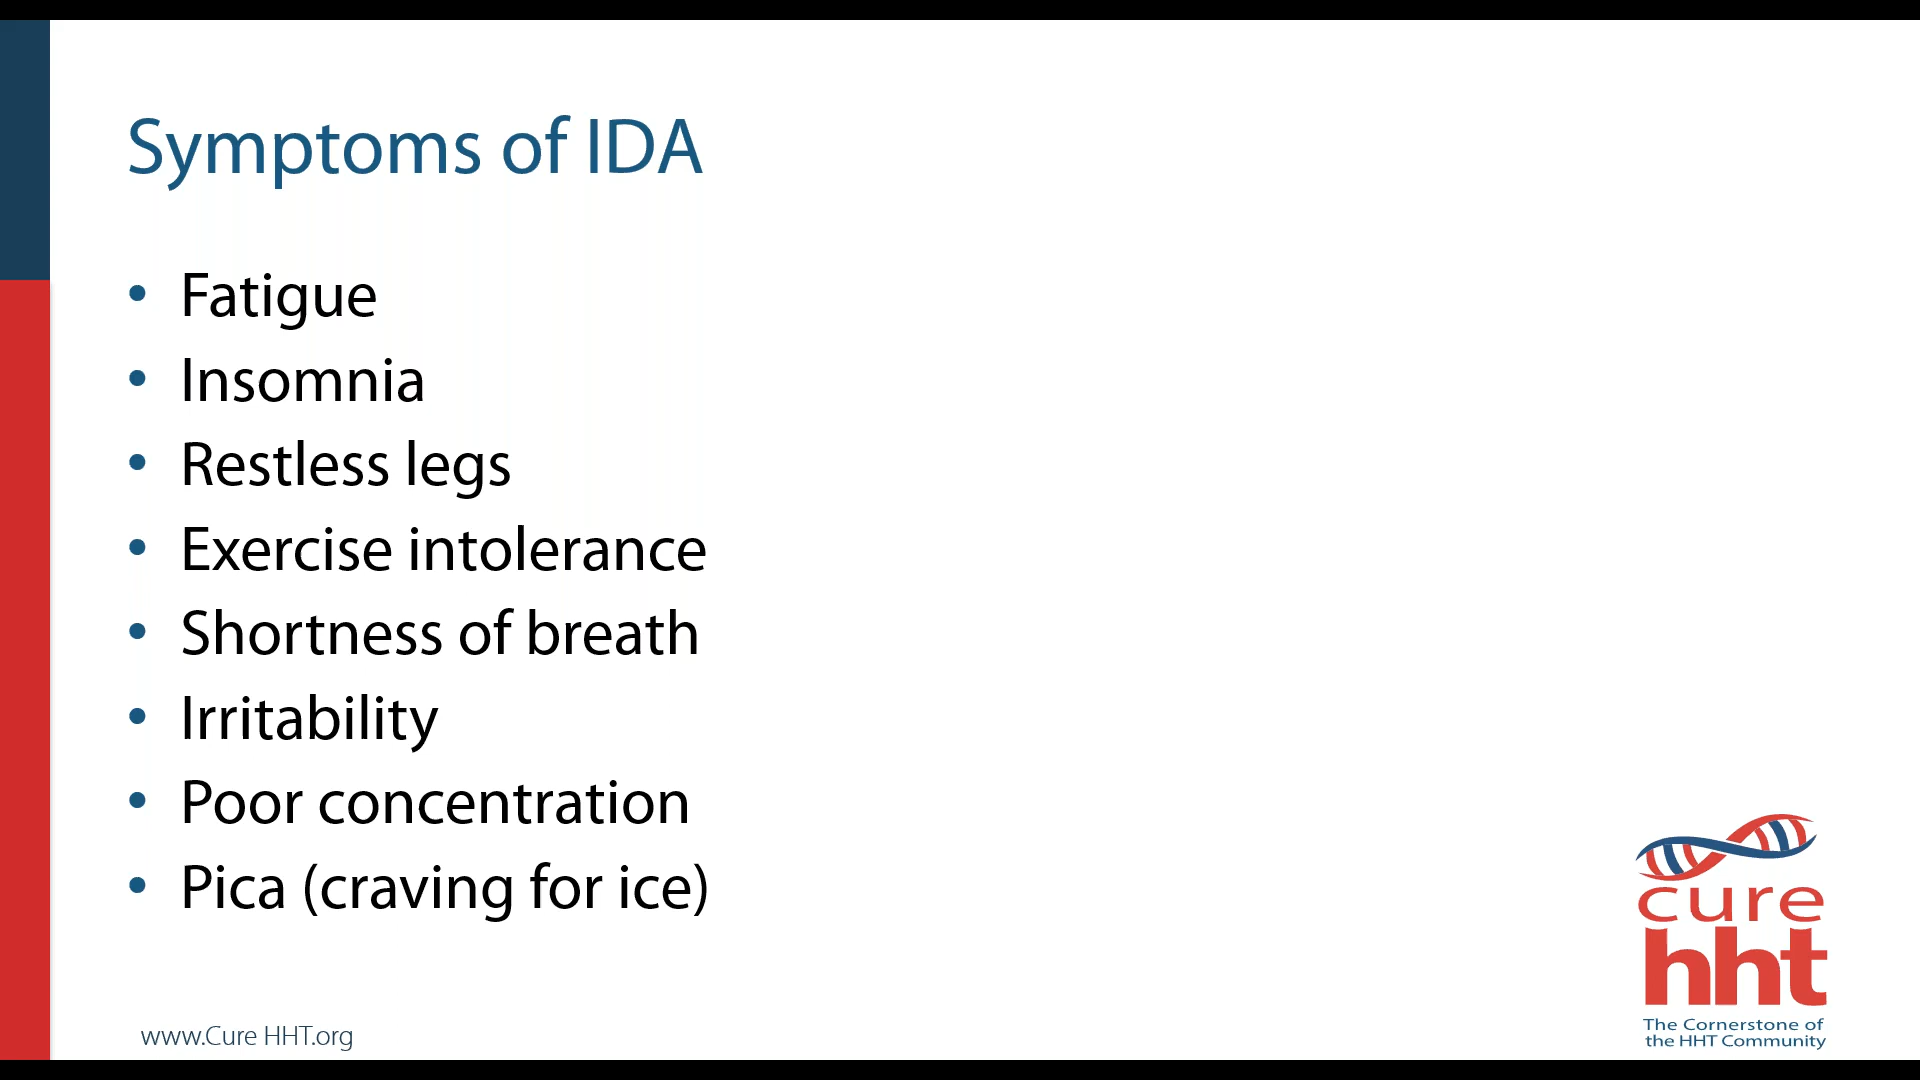 Symptoms of IDA
• Fatigue
• Insomnia
• Restless legs
• Exercise intolerance
• Shortness of breath
• Irritability
• Poor concentration
• Pica (craving for ice)
www.Cure HHT.org
cure
hht
The Cornerstone of
the HHT Community